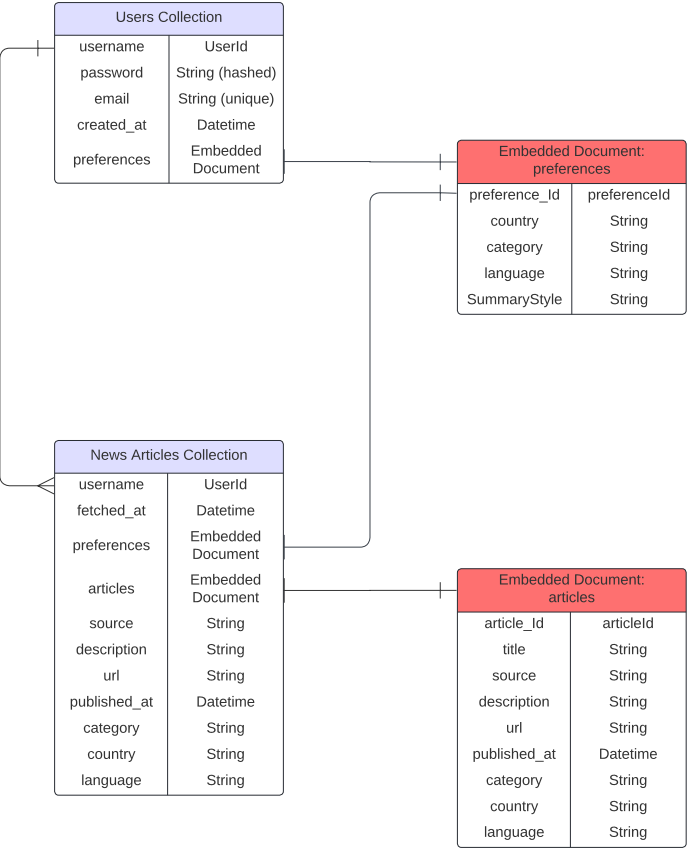 Users Collection
username UserId
password String (hashed)
email String (unique)
created_at Datetime
preferences Embedded
Document
Embedded Document:
preferences
preference_Id preferenceId
country String
category String
language String
SummaryStyle String
News Articles Collection
username UserId
fetched_at Datetime
preferences Embedded
Document
articles Embedded
Document
source String
description String
url String
published_at Datetime
category String
country String
language String
Embedded Document:
articles
article_Id articleId
title String
source String
description String
url String
published_at Datetime
category String
country String
language String